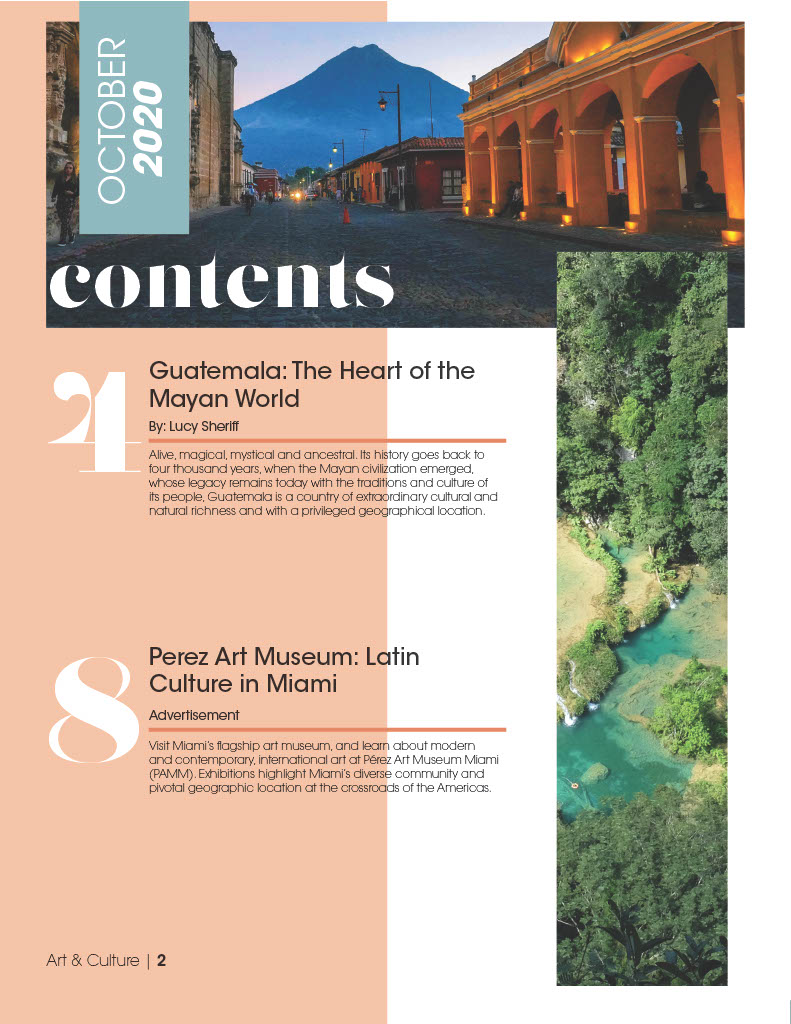 OCTOBER
2020
contents
4
Guatemala: The Heart of the
Mayan World
By: Lucy Sheriff
Alive, magical, mystical and ancestral. Its history goes back to
four thousand years, when the Mayan civilization emerged,
whose legacy remains today with the traditions and culture of
its people, Guatemala is a country of extraordinary cultural and
natural richness and with a privileged geographical location.
8
Perez Art Museum: Latin
Culture in Miami
Advertisement
Visit Miami's flagship art museum, and learn about modern
and contemporary, international art at Pérez Art Museum Miami
(PAMM). Exhibitions highlight Miami's diverse community and
pivotal geographic location at the crossroads of the Americas.
Art & Culture | 2